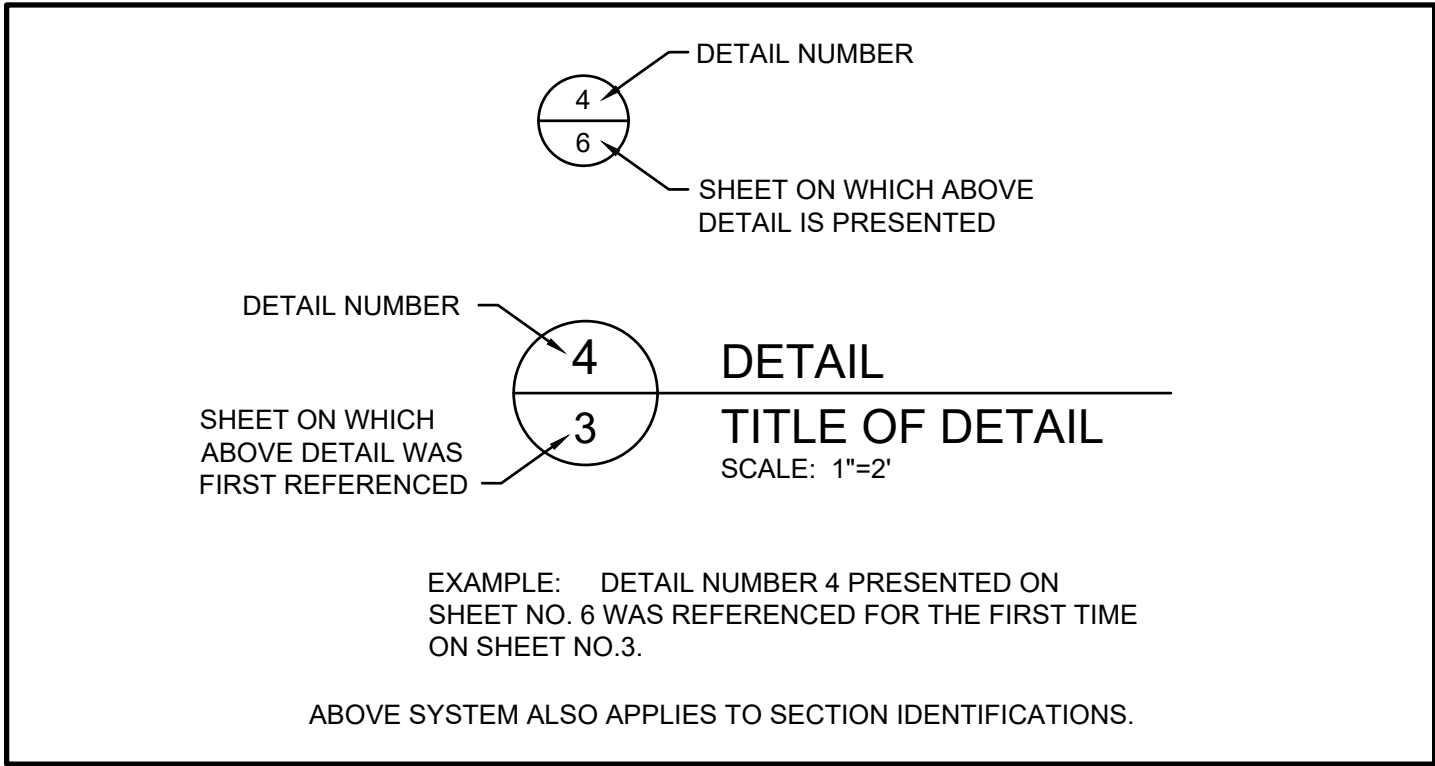 DETAIL NUMBER
4
6
SHEET ON WHICH ABOVE
DETAIL IS PRESENTED
DETAIL NUMBER
4
DETAIL
SHEET ON WHICH
ABOVE DETAIL WAS
FIRST REFERENCED
3
TITLE OF DETAIL
SCALE: 1"=2'
EXAMPLE: DETAIL NUMBER 4 PRESENTED ON
SHEET NO. 6 WAS REFERENCED FOR THE FIRST TIME
ON SHEET NO.3.
ABOVE SYSTEM ALSO APPLIES TO SECTION IDENTIFICATIONS.